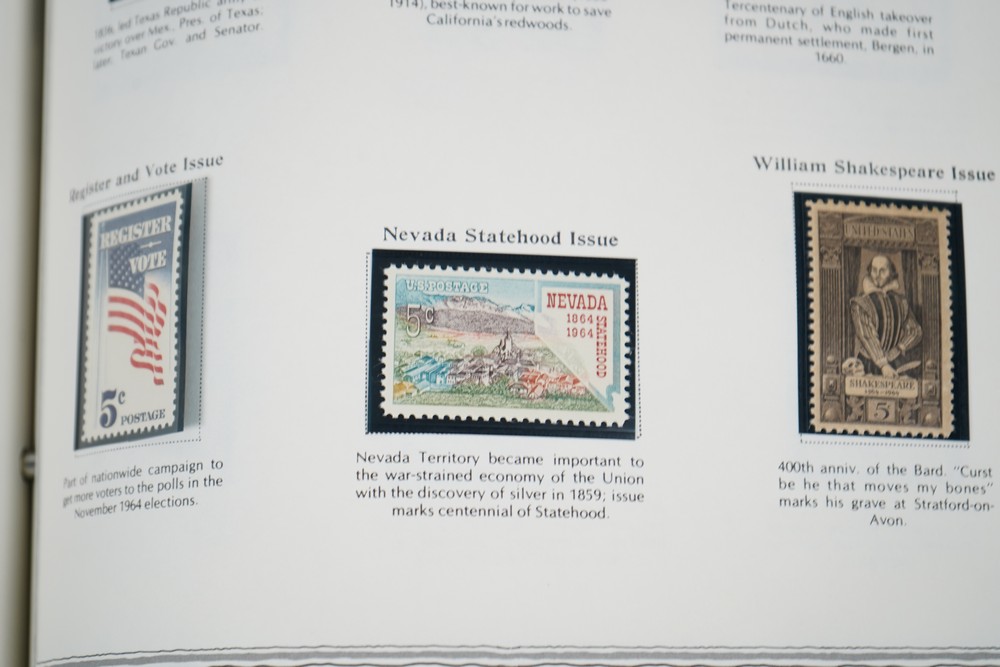 1836, led Texas Republic army to
victory over Mex., Pres. of Texas;
later, Texan Gov. and Senator.
1914), best-known for work to save
California's redwoods.
Tercentenary of English takeover
from Dutch, who made first
permanent settlement, Bergen, in
1660.
Register and Vote Issue
REGISTER
VOTE
5c
POSTAGE
Part of nationwide campaign to
get more voters to the polls in the
November 1964 elections.
Nevada Statehood Issue
U.S. POSTAGE
5c
NEVADA
1864
1964
STATEHOOD
Nevada Territory became important to
the war-strained economy of the Union
with the discovery of silver in 1859; issue
marks centennial of Statehood.
William Shakespeare Issue
UNITED STATES
SHAKESPEARE
1564-1964
5
400th anniv. of the Bard. "Curst
be he that moves my bones"
marks his grave at Stratford-on-
Avon.